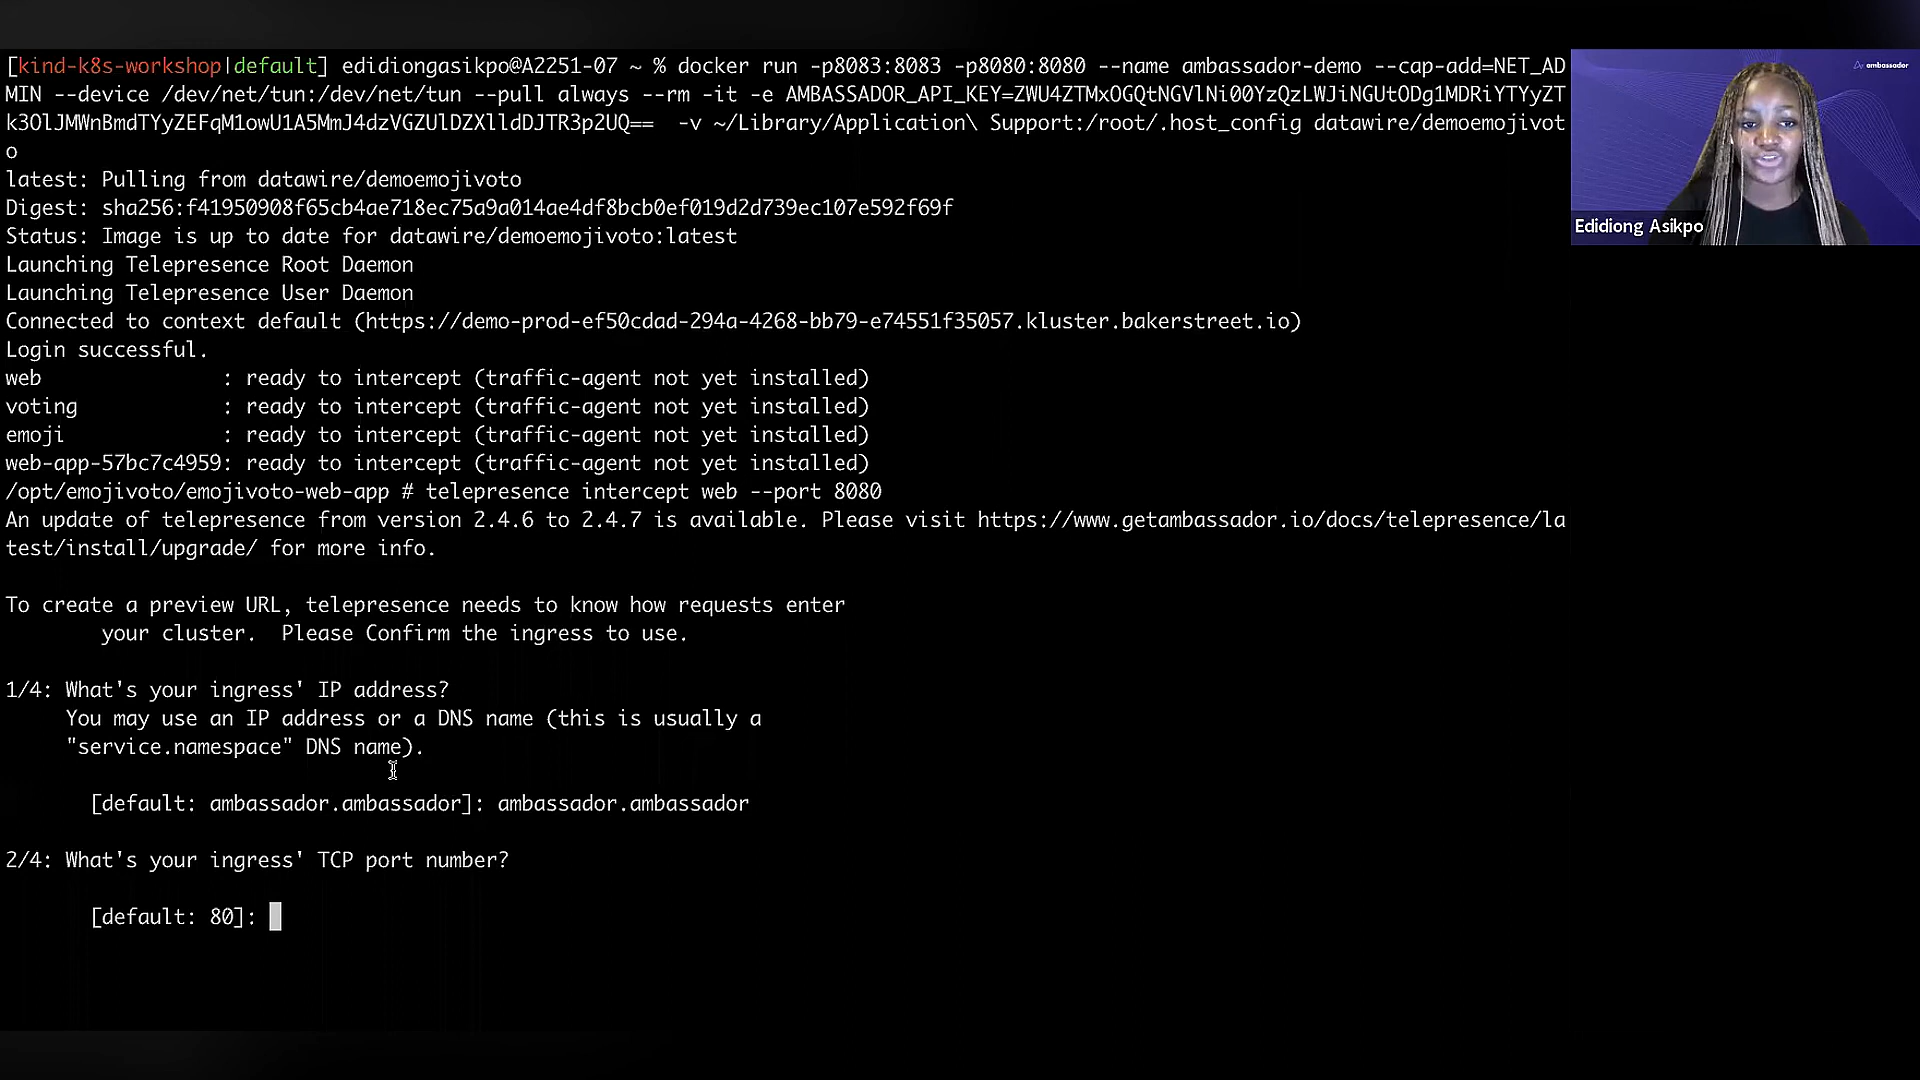 [kind-k8s-workshop|default] edidiongasikpo@A2251-07 ~ % docker run -p8083:8083 -p8080:8080 --name ambassador-demo --cap-add=NET_AD
MIN --device /dev/net/tun:/dev/net/tun --pull always --rm -it -e AMBASSADOR_API_KEY=ZWU4ZTMxOGQtNGVlNi00YzQzLWJiNGUtODg1MDRiYTYyZT
k3OlJMWnBmdTYyZEFqM1owU1A5MmJ4dzVGZUlDZXlldDJTR3p2UQ==  -v ~/Library/Application\ Support:/root/.host_config datawire/demoemojivot
o
latest: Pulling from datawire/demoemojivoto
Digest: sha256:f41950908f65cb4ae718ec75a9a014ae4df8bcb0ef019d2d739ec107e592f69f
Status: Image is up to date for datawire/demoemojivoto:latest
Launching Telepresence Root Daemon
Launching Telepresence User Daemon
Connected to context default (https://demo-prod-ef50cdad-294a-4268-bb79-e74551f35057.kluster.bakerstreet.io)
Login successful.
web               : ready to intercept (traffic-agent not yet installed)
voting            : ready to intercept (traffic-agent not yet installed)
emoji             : ready to intercept (traffic-agent not yet installed)
web-app-57bc7c4959: ready to intercept (traffic-agent not yet installed)
/opt/emojivoto/emojivoto-web-app # telepresence intercept web --port 8080
An update of telepresence from version 2.4.6 to 2.4.7 is available. Please visit https://www.getambassador.io/docs/telepresence/la
test/install/upgrade/ for more info.
To create a preview URL, telepresence needs to know how requests enter
your cluster.  Please Confirm the ingress to use.
1/4: What's your ingress' IP address?
You may use an IP address or a DNS name (this is usually a
"service.namespace" DNS name).
[default: ambassador.ambassador]: ambassador.ambassador
2/4: What's your ingress' TCP port number?
[default: 80]:
ambassador
Edidiong Asikpo